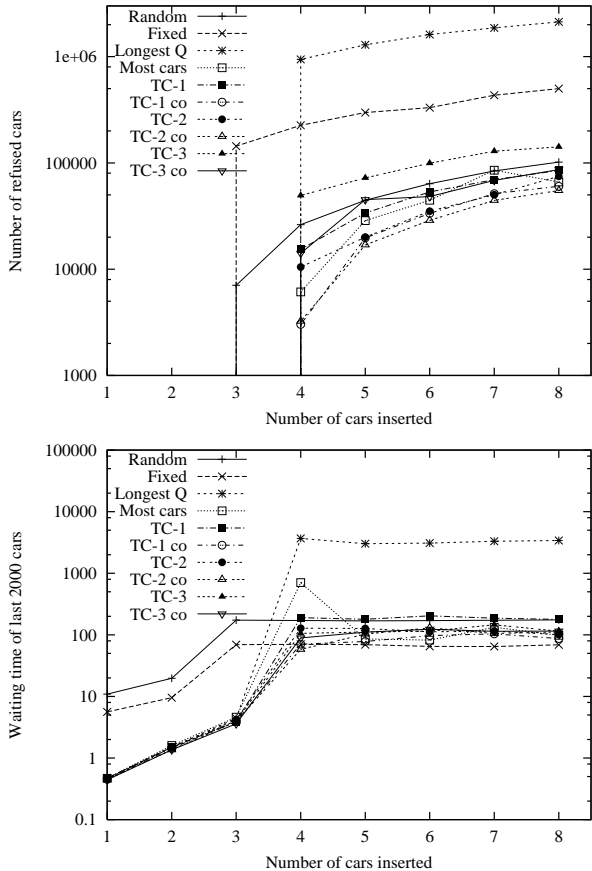 Number of refused cars
1e+06
100000
10000
1000
Random
Fixed
Longest Q
Most cars
TC-1
TC-1 co
TC-2
TC-2 co
TC-3
TC-3 co
1 2 3 4 5 6 7 8
Number of cars inserted
Waiting time of last 2000 cars
100000
10000
1000
100
10
1
0.1
Random
Fixed
Longest Q
Most cars
TC-1
TC-1 co
TC-2
TC-2 co
TC-3
TC-3 co
1 2 3 4 5 6 7 8
Number of cars inserted